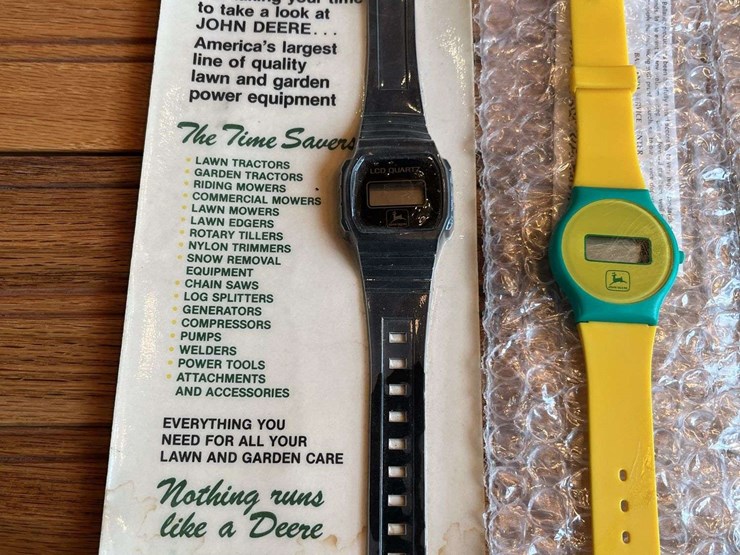 to take a look at
JOHN DEERE...
America's largest
line of quality
lawn and garden
power equipment
The Time Savers
LAWN TRACTORS
GARDEN TRACTORS
RIDING MOWERS
COMMERCIAL MOWERS
LAWN MOWERS
LAWN EDGERS
ROTARY TILLERS
NYLON TRIMMERS
SNOW REMOVAL
EQUIPMENT
CHAIN SAWS
LOG SPLITTERS
GENERATORS
COMPRESSORS
PUMPS
WELDERS
POWER TOOLS
ATTACHMENTS
AND ACCESSORIES
EVERYTHING YOU
NEED FOR ALL YOUR
LAWN AND GARDEN CARE
Nothing runs
like a Deere
LCD QUARTZ